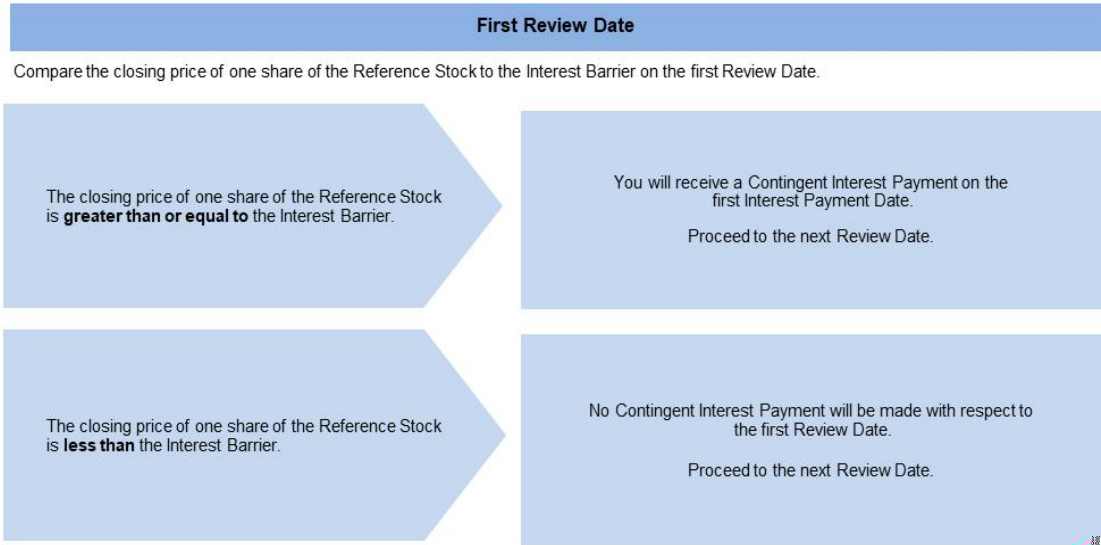 First Review Date
Compare the closing price of one share of the Reference Stock to the Interest Barrier on the first Review Date.
The closing price of one share of the Reference Stock
is greater than or equal to the Interest Barrier.
You will receive a Contingent Interest Payment on the
first Interest Payment Date.
Proceed to the next Review Date.
The closing price of one share of the Reference Stock
is less than the Interest Barrier.
No Contingent Interest Payment will be made with respect to
the first Review Date.
Proceed to the next Review Date.